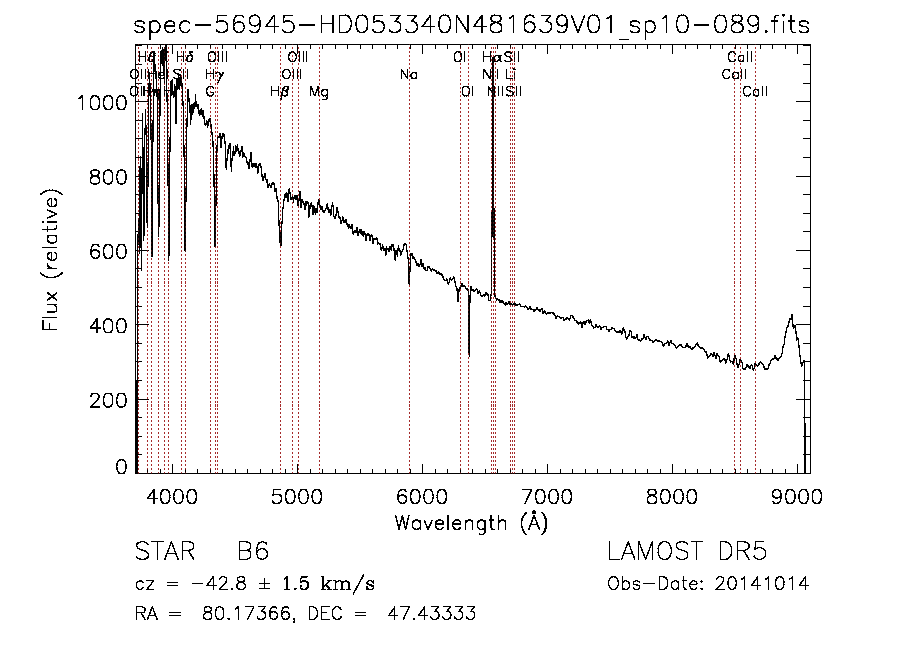 spec-56945-HD053340N481639V01_sp10-089.fits
Hδ OIII OIII OI Hα SII CaII
OII HeI SII Hγ OIII Na NII Li CaII
G Hβ Mg OI NII SII CaII
1000
800
600
400
200
0
Flux (relative)
4000 5000 6000 7000 8000 9000
Wavelength (Å)
STAR B6 LAMOST DR5
cz = -42.8 ± 1.5 km/s Obs-Date: 20141014
RA = 80.17366, DEC = 47.43333